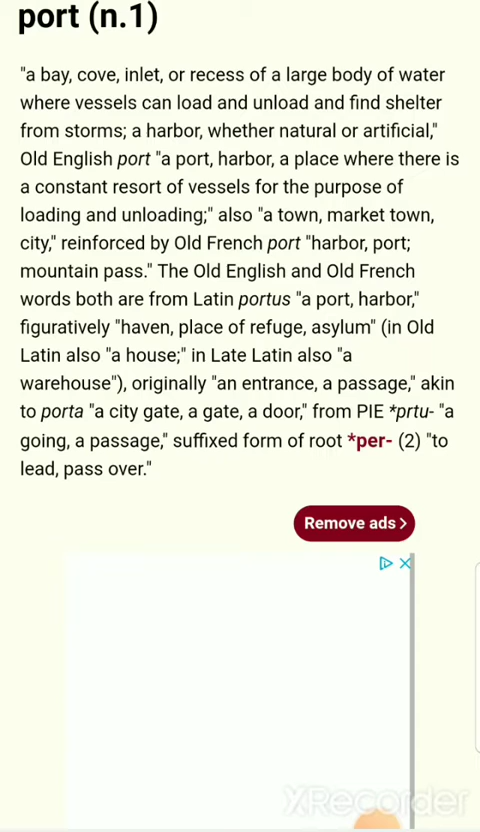 port (n.1)
"a bay, cove, inlet, or recess of a large body of water
where vessels can load and unload and find shelter
from storms; a harbor, whether natural or artificial,"
Old English port "a port, harbor, a place where there is
a constant resort of vessels for the purpose of
loading and unloading;" also "a town, market town,
city," reinforced by Old French port "harbor, port;
mountain pass." The Old English and Old French
words both are from Latin portus "a port, harbor,"
figuratively "haven, place of refuge, asylum" (in Old
Latin also "a house;" in Late Latin also "a
warehouse"), originally "an entrance, a passage," akin
to porta "a city gate, a gate, a door," from PIE *prtu- "a
going, a passage," suffixed form of root *per- (2) "to
lead, pass over."
Remove ads
XRecorder